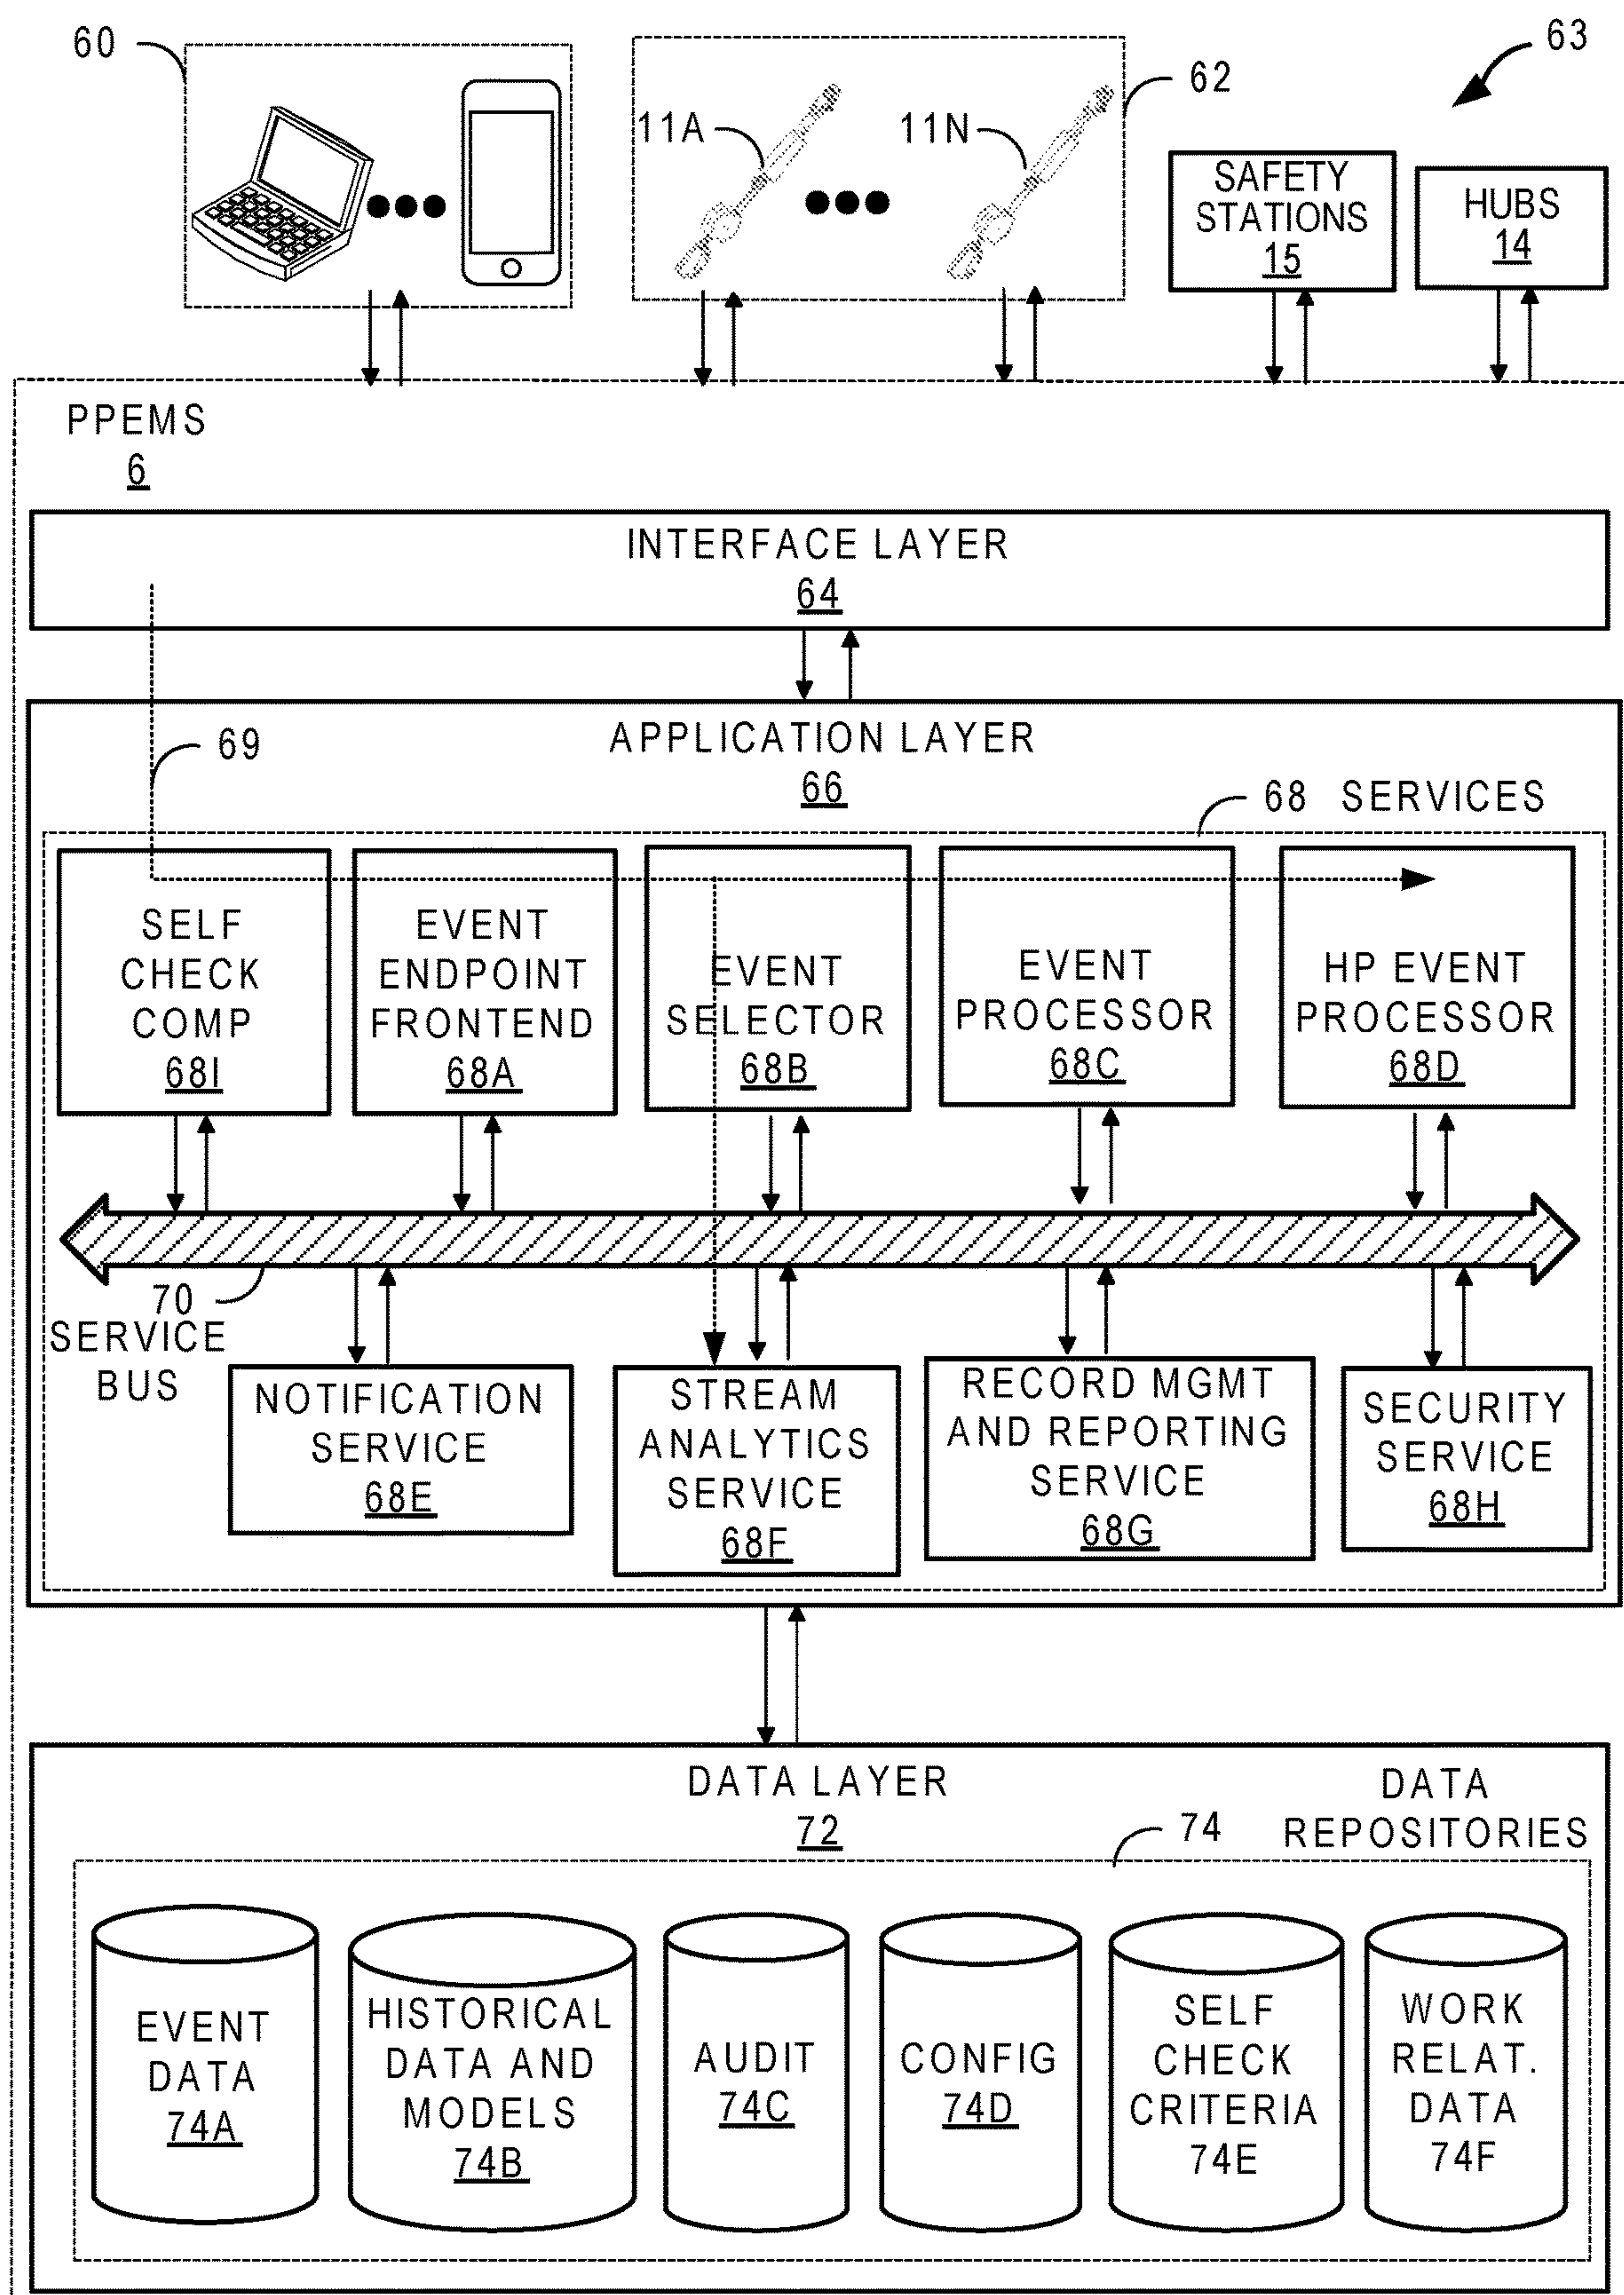 60
62
63
11A
11N
SAFETY
STATIONS
15
HUBS
14
PPEMS
6
INTERFACE LAYER
64
69
APPLICATION LAYER
66
68 SERVICES
SELF
CHECK
COMP
68I
EVENT
ENDPOINT
FRONTEND
68A
EVENT
SELECTOR
68B
EVENT
PROCESSOR
68C
HP EVENT
PROCESSOR
68D
70
SERVICE
BUS
NOTIFICATION
SERVICE
68E
STREAM
ANALYTICS
SERVICE
68F
RECORD MGMT
AND REPORTING
SERVICE
68G
SECURITY
SERVICE
68H
DATA LAYER
72
74
DATA
REPOSITORIES
EVENT
DATA
74A
HISTORICAL
DATA AND
MODELS
74B
AUDIT
74C
CONFIG
74D
SELF
CHECK
CRITERIA
74E
WORK
RELAT.
DATA
74F